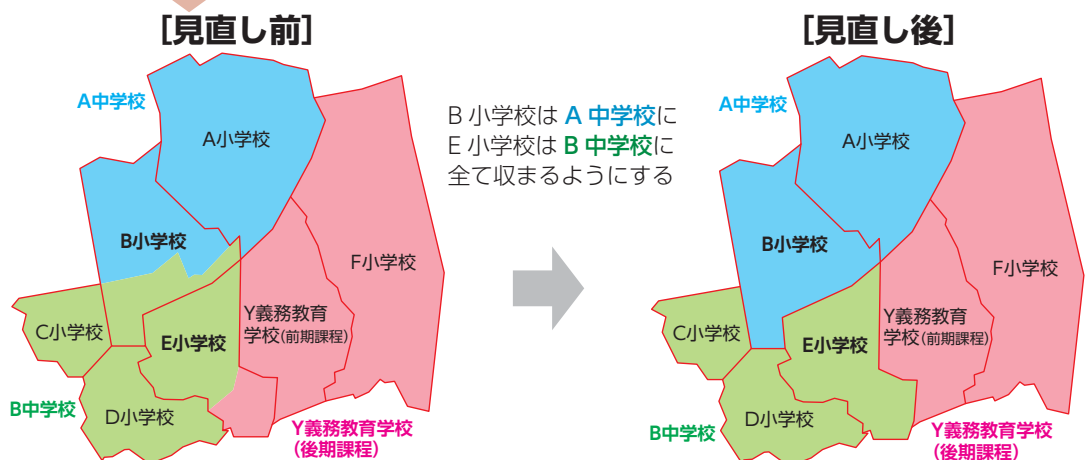 [見直し前]
A中学校
A小学校
B小学校
F小学校
C小学校
E小学校
Y義務教育
学校(前期課程)
B中学校
D小学校
Y義務教育学校
(後期課程)
B小学校は A 中学校に
E小学校は B 中学校に
全て収まるようにする
[見直し後]
A中学校
A小学校
B小学校
F小学校
C小学校
E小学校
Y義務教育
学校(前期課程)
B中学校
D小学校
Y義務教育学校
(後期課程)